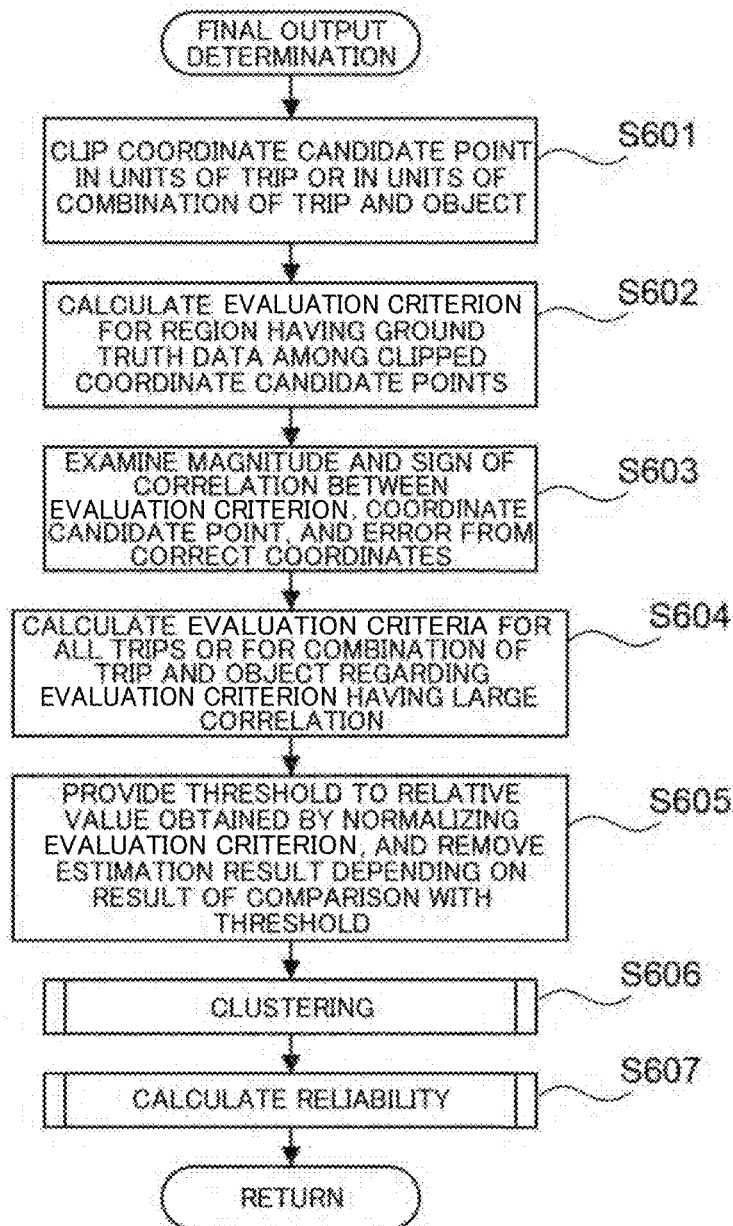 FINAL OUTPUT
DETERMINATION
CLIP COORDINATE CANDIDATE POINT
IN UNITS OF TRIP OR IN UNITS OF
COMBINATION OF TRIP AND OBJECT
S601
CALCULATE EVALUATION CRITERION
FOR REGION HAVING GROUND
TRUTH DATA AMONG CLIPPED
COORDINATE CANDIDATE POINTS
S602
EXAMINE MAGNITUDE AND SIGN OF
CORRELATION BETWEEN
EVALUATION CRITERION, COORDINATE
CANDIDATE POINT, AND ERROR FROM
CORRECT COORDINATES
S603
CALCULATE EVALUATION CRITERIA FOR
ALL TRIPS OR FOR COMBINATION OF
TRIP AND OBJECT REGARDING
EVALUATION CRITERION HAVING LARGE
CORRELATION
S604
PROVIDE THRESHOLD TO RELATIVE
VALUE OBTAINED BY NORMALIZING
EVALUATION CRITERION, AND REMOVE
ESTIMATION RESULT DEPENDING ON
RESULT OF COMPARISON WITH
THRESHOLD
S605
CLUSTERING
S606
CALCULATE RELIABILITY
S607
RETURN